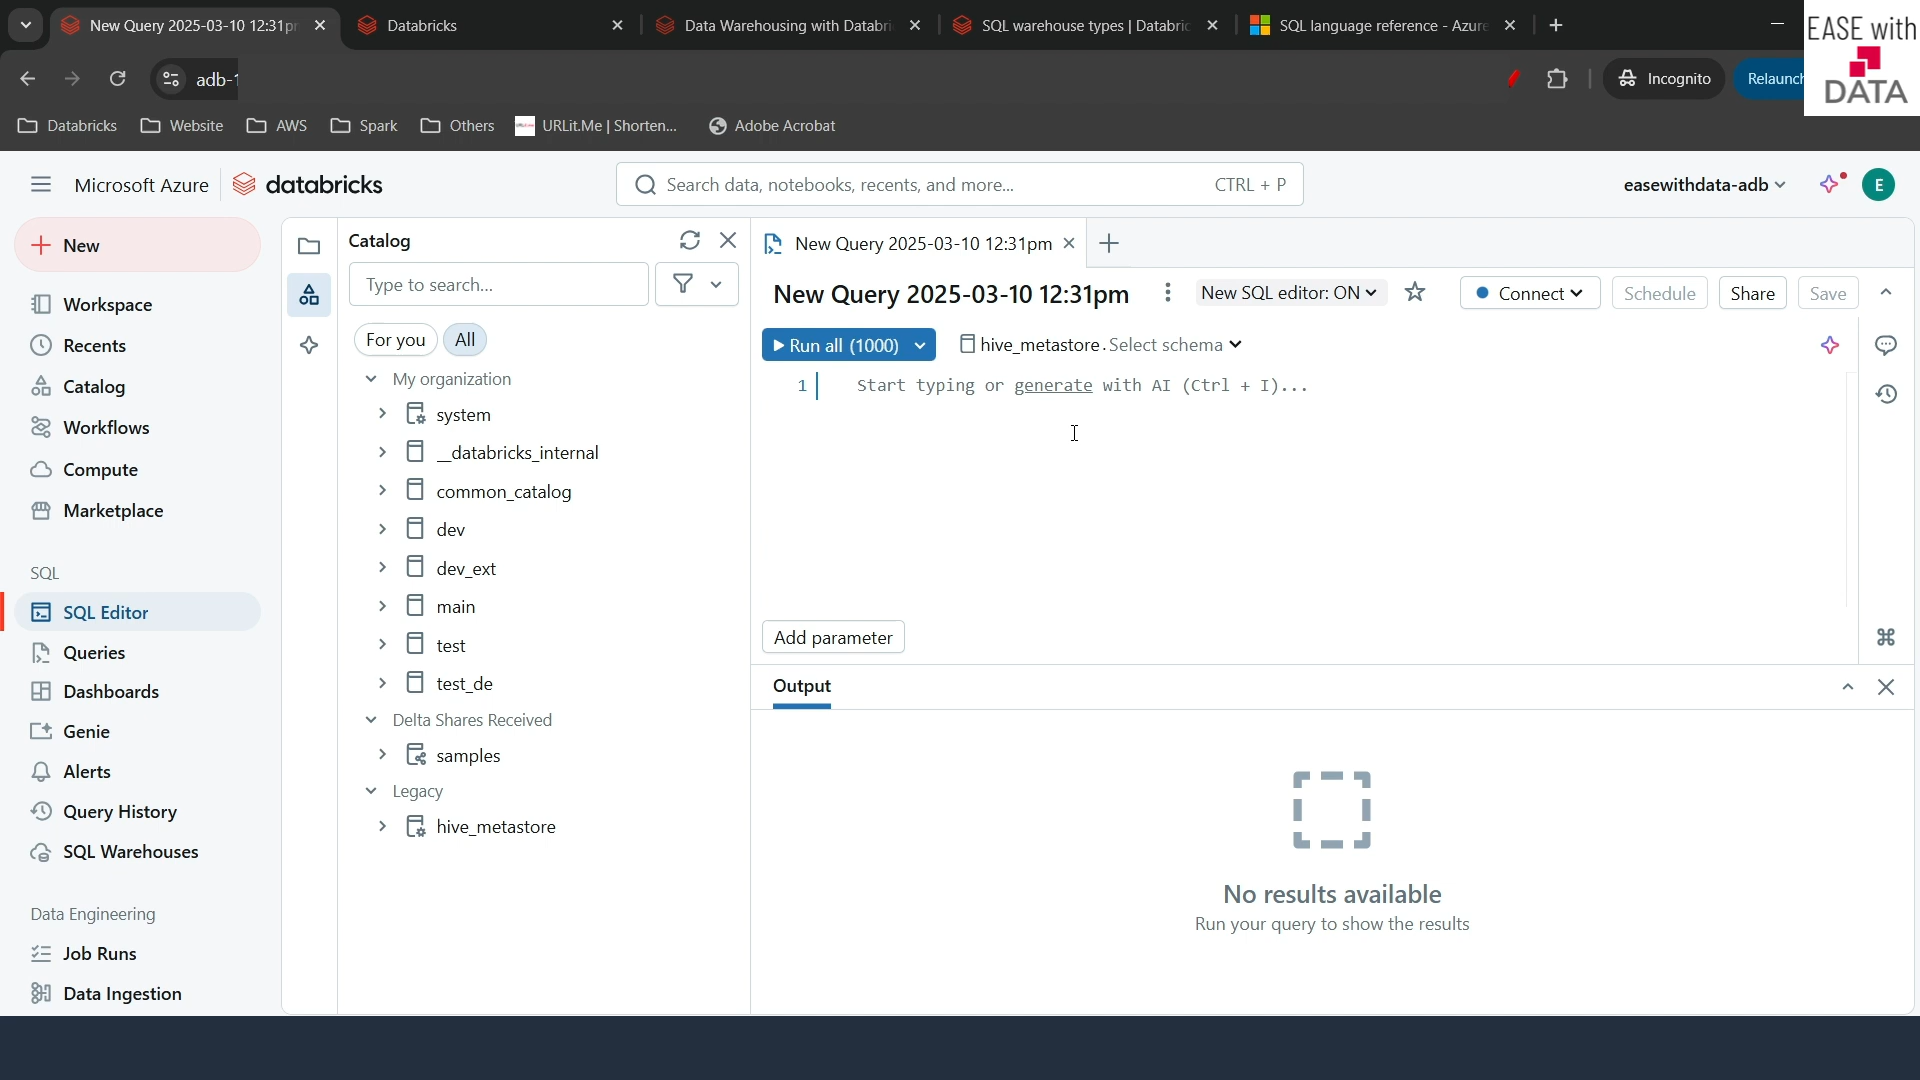 New Query 2025-03-10 12:31pm
Databricks
Data Warehousing with Databri
SQL warehouse types | Databric
SQL language reference - Azure
EASE with
DATA
adb-1
Incognito
Relaunch
Databricks
Website
AWS
Spark
Others
URLit.Me | Shorten...
Adobe Acrobat
Microsoft Azure
databricks
Search data, notebooks, recents, and more...
CTRL + P
easewithdata-adb
E
New
Workspace
Recents
Catalog
Workflows
Compute
Marketplace
SQL
SQL Editor
Queries
Dashboards
Genie
Alerts
Query History
SQL Warehouses
Data Engineering
Job Runs
Data Ingestion
Catalog
Type to search...
For you
All
My organization
system
__databricks_internal
common_catalog
dev
dev_ext
main
test
test_de
Delta Shares Received
samples
Legacy
hive_metastore
New Query 2025-03-10 12:31pm
New Query 2025-03-10 12:31pm
New SQL editor: ON
Connect
Schedule
Share
Save
Run all (1000)
hive_metastore . Select schema
1
Start typing or generate with AI (Ctrl + I)...
Add parameter
Output
No results available
Run your query to show the results